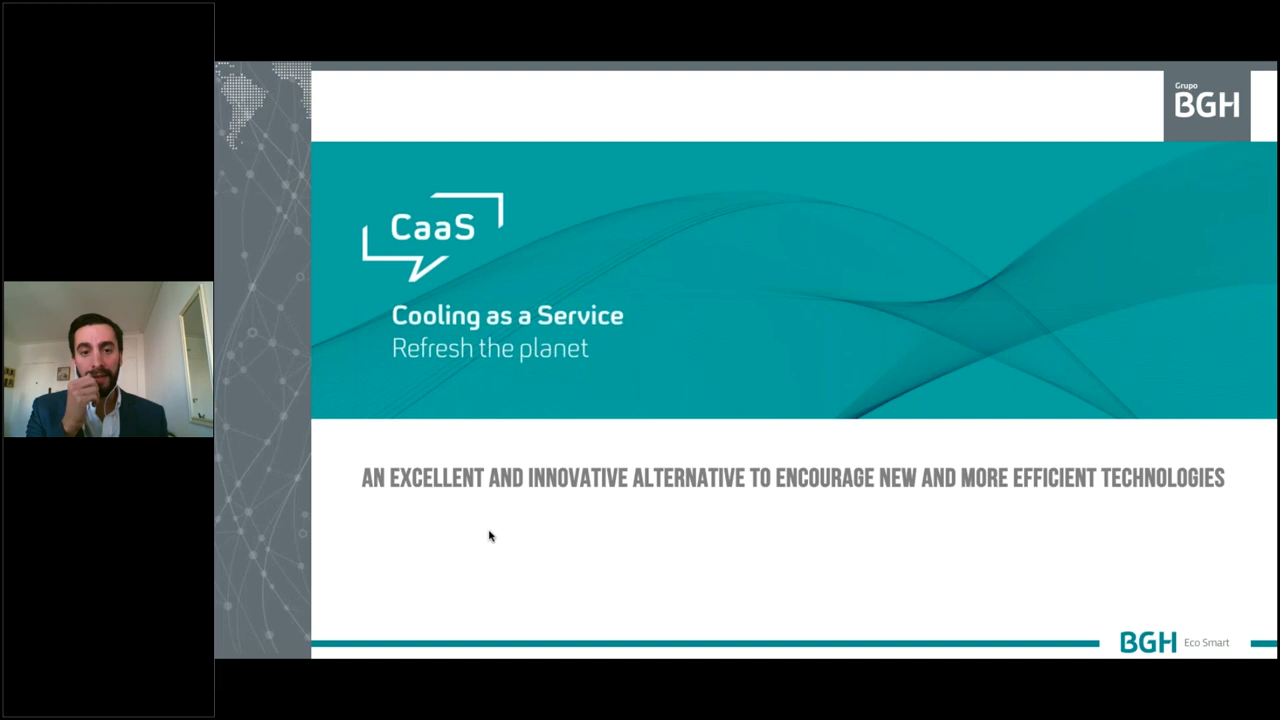 Grupo
BGH
CaaS
Cooling as a Service
Refresh the planet
AN EXCELLENT AND INNOVATIVE ALTERNATIVE TO ENCOURAGE NEW AND MORE EFFICIENT TECHNOLOGIES
BGH Eco Smart